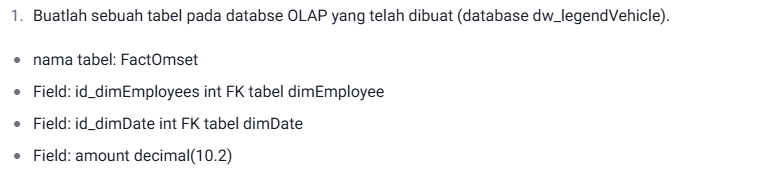 1. Buatlah sebuah tabel pada databse OLAP yang telah dibuat (database dw_legendVehicle).
• nama tabel: FactOmset
• Field: id_dimEmployees int FK tabel dimEmployee
• Field: id_dimDate int FK tabel dimDate
• Field: amount decimal(10.2)